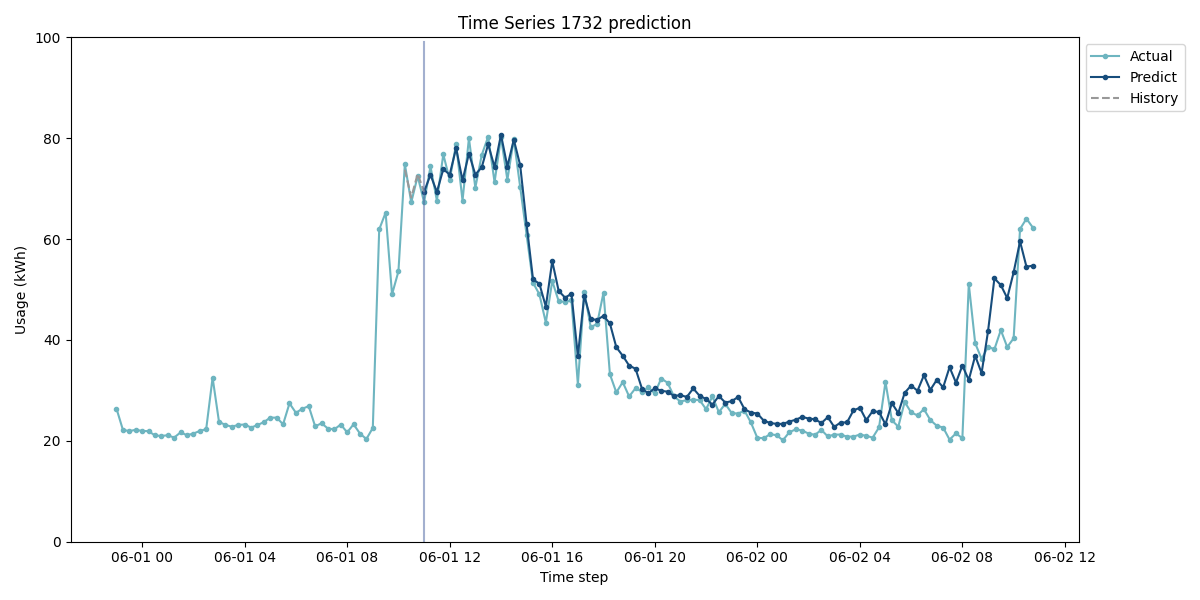 Time Series 1732 prediction
100
80
60
40
20
0
Usage (kWh)
06-01 00
06-01 04
06-01 08
06-01 12
06-01 16
06-01 20
06-02 00
06-02 04
06-02 08
06-02 12
Time step
Actual
Predict
History